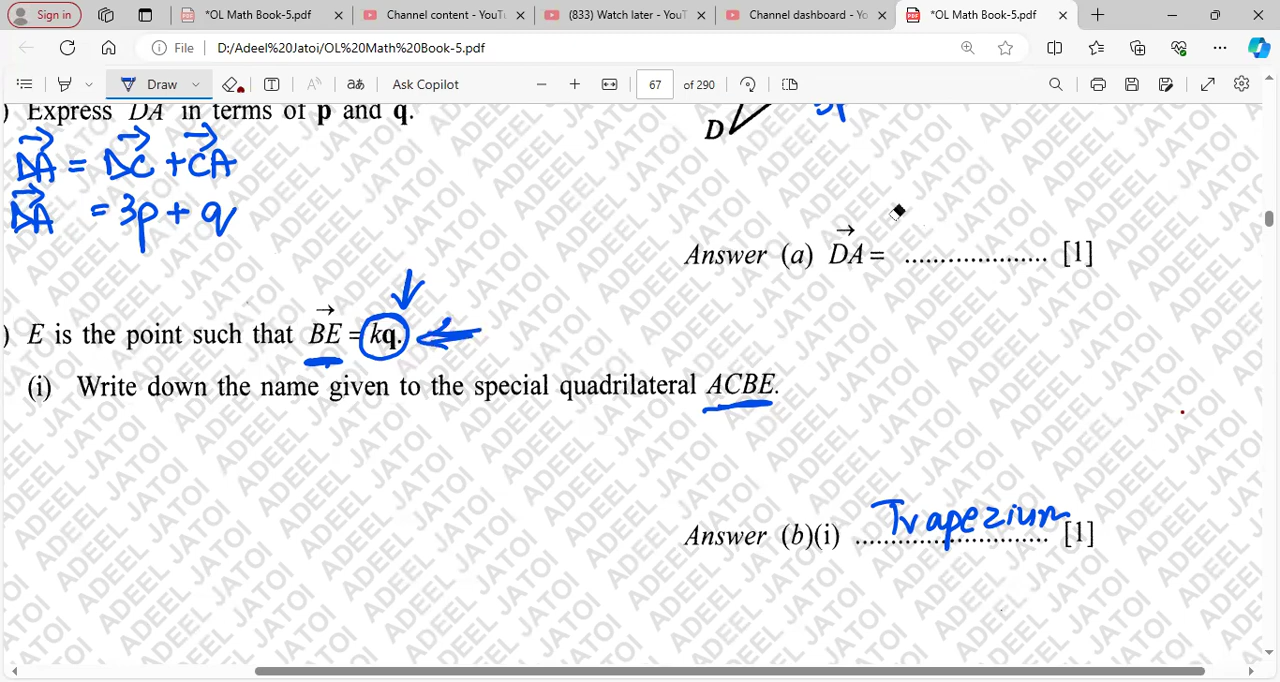 Sign in
*OL Math Book-5.pdf
Channel content - YouTu
(833) Watch later - YouT
Channel dashboard - Yo
*OL Math Book-5.pdf
File D:/Adeel%20Jatoi/OL%20Math%20Book-5.pdf
Draw
Ask Copilot
67 of 290
) Express DA in terms of p and q.
3p
D
DA = DC + CA
DA = 3p + q
Answer (a) DA = .................... [1]
) E is the point such that BE = kq.
(i) Write down the name given to the special quadrilateral ACBE.
Trapezium
Answer (b)(i) ............................ [1]
ADEEL JATOI